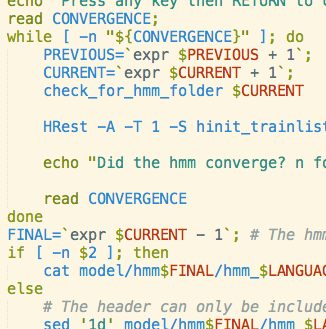 echo "Press any key then RETURN to c
read CONVERGENCE;
while [ -n "${CONVERGENCE}" ]; do
PREVIOUS=`expr $PREVIOUS + 1`;
CURRENT=`expr $CURRENT + 1`;
check_for_hmm_folder $CURRENT
HRest -A -T 1 -S hinit_trainlis
echo "Did the hmm converge? n fo
read CONVERGENCE
done
FINAL=`expr $CURRENT - 1`; # The hmm
if [ -n $2 ]; then
cat model/hmm$FINAL/hmm_$LANGUAG
else
# The header can only be include
sed '1d' model/hmm$FINAL/hmm_$LA